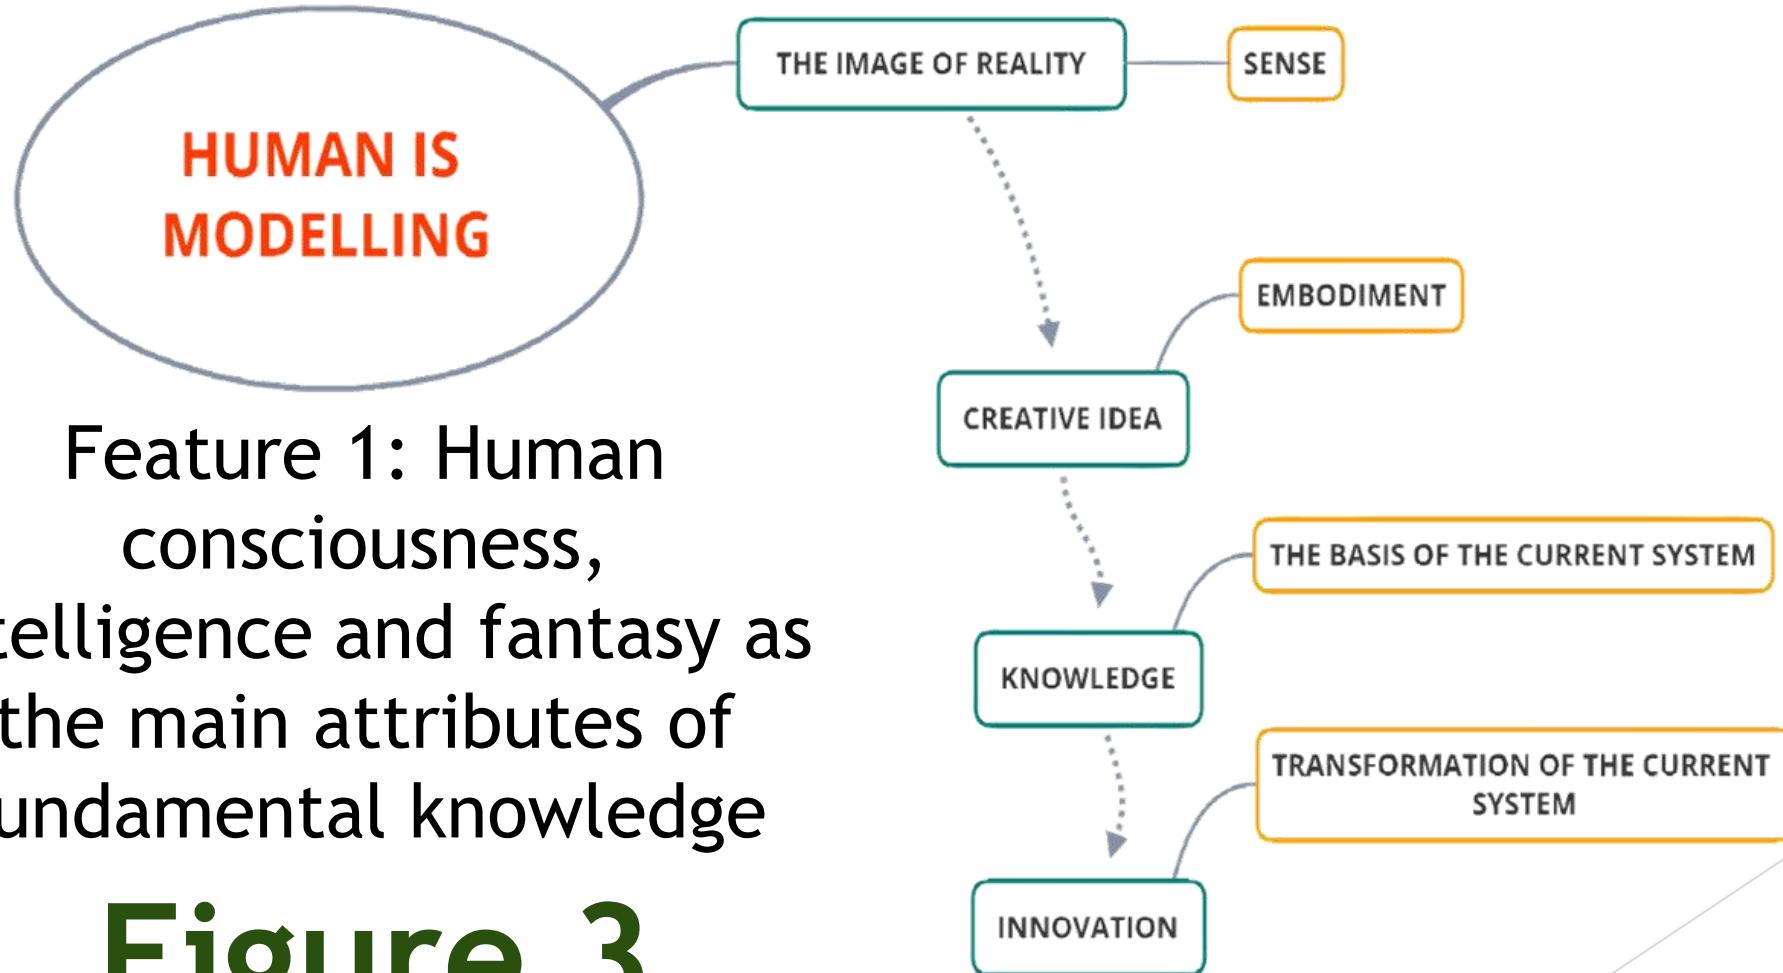 HUMAN IS
MODELLING
THE IMAGE OF REALITY
SENSE
EMBODIMENT
CREATIVE IDEA
THE BASIS OF THE CURRENT SYSTEM
KNOWLEDGE
TRANSFORMATION OF THE CURRENT
SYSTEM
INNOVATION
Feature 1: Human
consciousness,
telligence and fantasy as
the main attributes of
undamental knowledge
Figure 3